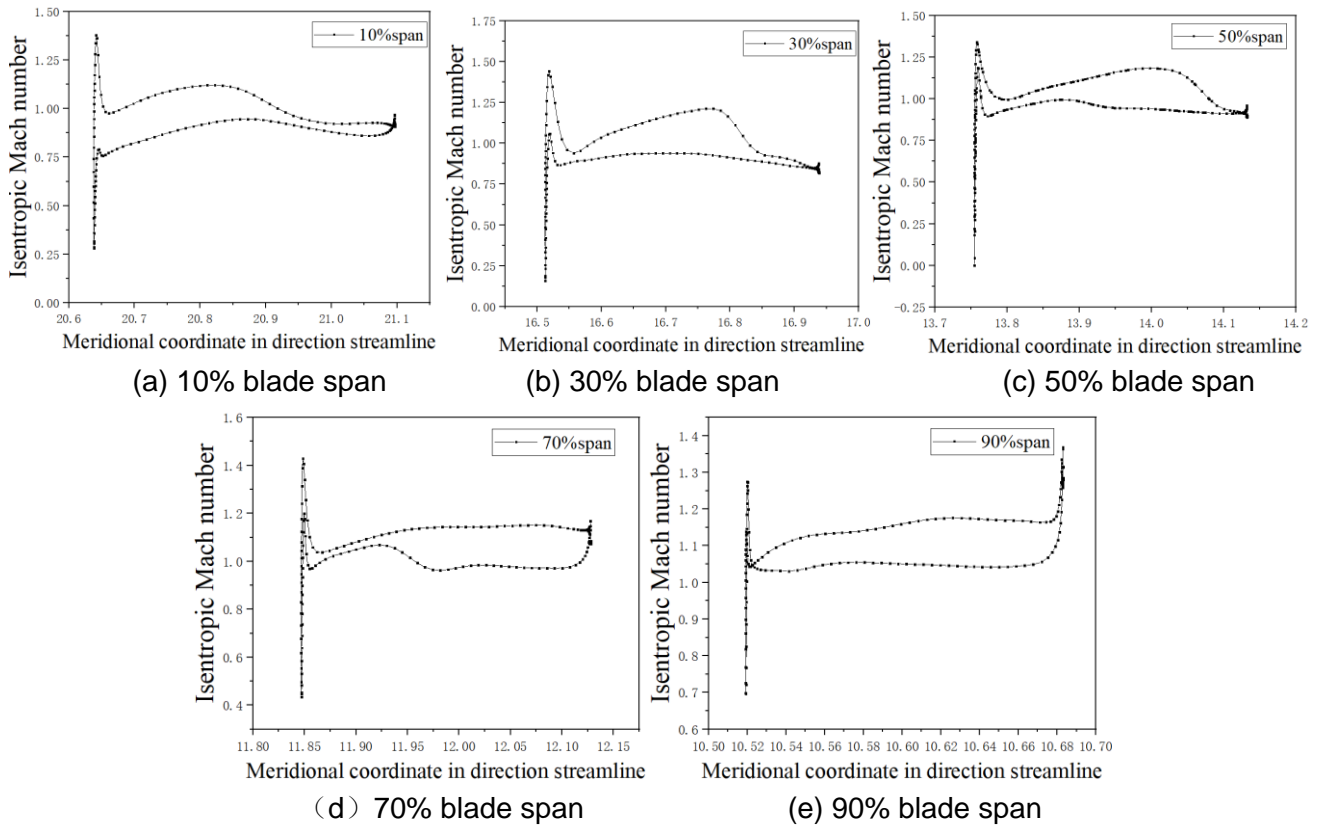 1.50
1.25
1.00
0.75
0.50
0.25
0.00
Isentropic Mach number
10%span
20.6 20.7 20.8 20.9 21.0 21.1
Meridional coordinate in direction streamline
(a) 10% blade span
1.75
1.50
1.25
1.00
0.75
0.50
0.25
0.00
Isentropic Mach number
30%span
16.5 16.6 16.7 16.8 16.9 17.0
Meridional coordinate in direction streamline
(b) 30% blade span
1.50
1.25
1.00
0.75
0.50
0.25
0.00
-0.25
Isentropic Mach number
50%span
13.7 13.8 13.9 14.0 14.1 14.2
Meridional coordinate in direction streamline
(c) 50% blade span
1.6
1.4
1.2
1.0
0.8
0.6
0.4
Isentropic Mach number
70%span
11.80 11.85 11.90 11.95 12.00 12.05 12.10 12.15
Meridional coordinate in direction streamline
（d）70% blade span
1.4
1.3
1.2
1.1
1.0
0.9
0.8
0.7
0.6
Isentropic Mach number
90%span
10.50 10.52 10.54 10.56 10.58 10.60 10.62 10.64 10.66 10.68 10.70
Meridional coordinate in direction streamline
(e) 90% blade span